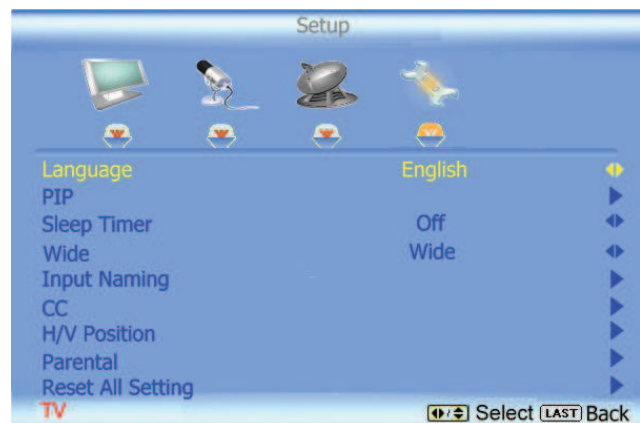 Setup
Language English
PIP
Sleep Timer Off
Wide Wide
Input Naming
CC
H/V Position
Parental
Reset All Setting
TV Select LAST Back